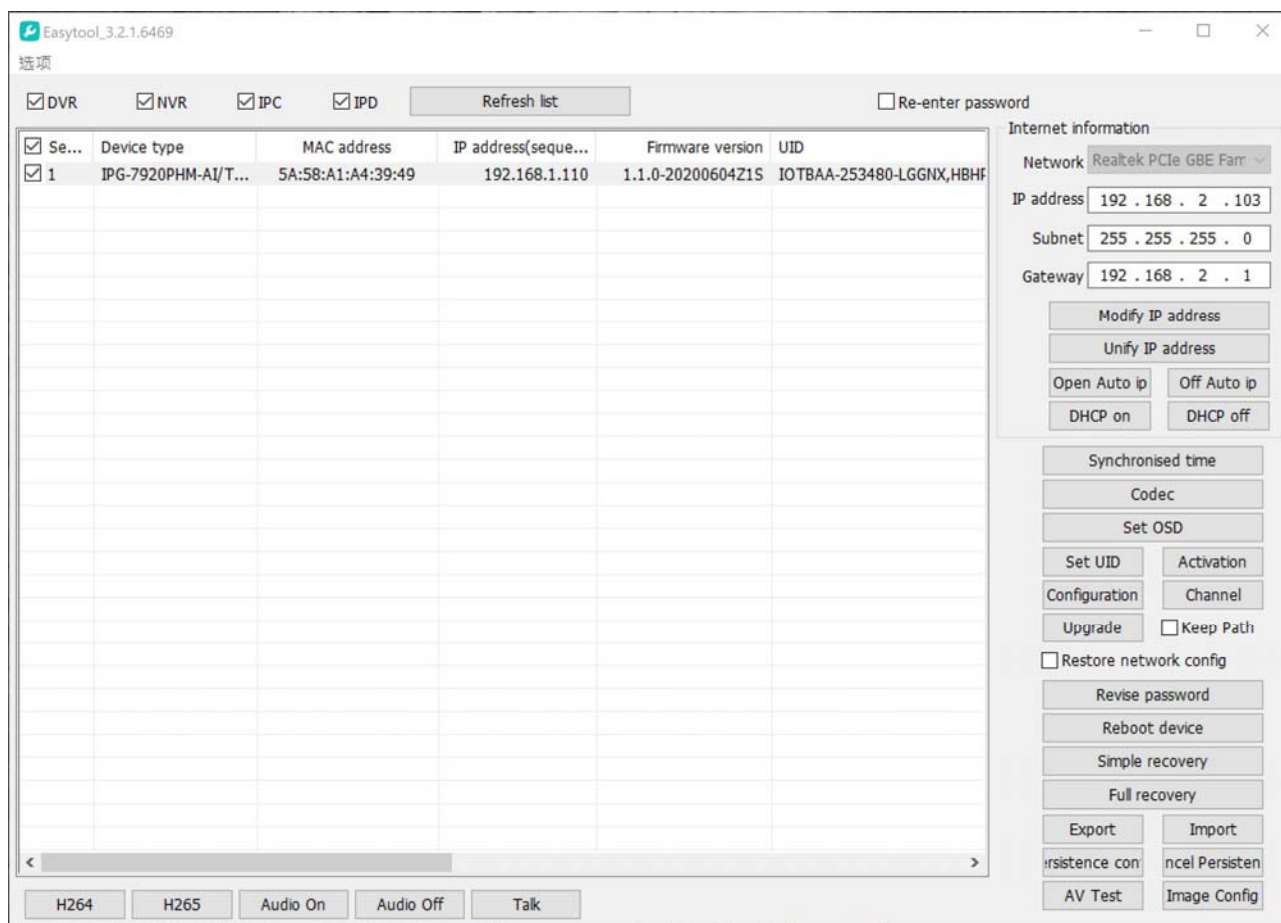 Easytool_3.2.1.6469
选项
DVR NVR IPC IPD Refresh list Re-enter password
Se... Device type MAC address IP address(seque... Firmware version UID
1 IPG-7920PHM-AI/T... 5A:58:A1:A4:39:49 192.168.1.110 1.1.0-20200604Z1S IOTBAA-253480-LGGNX,HBHF
Internet information
Network Realtek PCIe GBE Fam
IP address 192 . 168 . 2 . 103
Subnet 255 . 255 . 255 . 0
Gateway 192 . 168 . 2 . 1
Modify IP address
Unify IP address
Open Auto ip Off Auto ip
DHCP on DHCP off
Synchronised time
Codec
Set OSD
Set UID Activation
Configuration Channel
Upgrade Keep Path
Restore network config
Revise password
Reboot device
Simple recovery
Full recovery
Export Import
ersistence con ncel Persisten
AV Test Image Config
H264 H265 Audio On Audio Off Talk